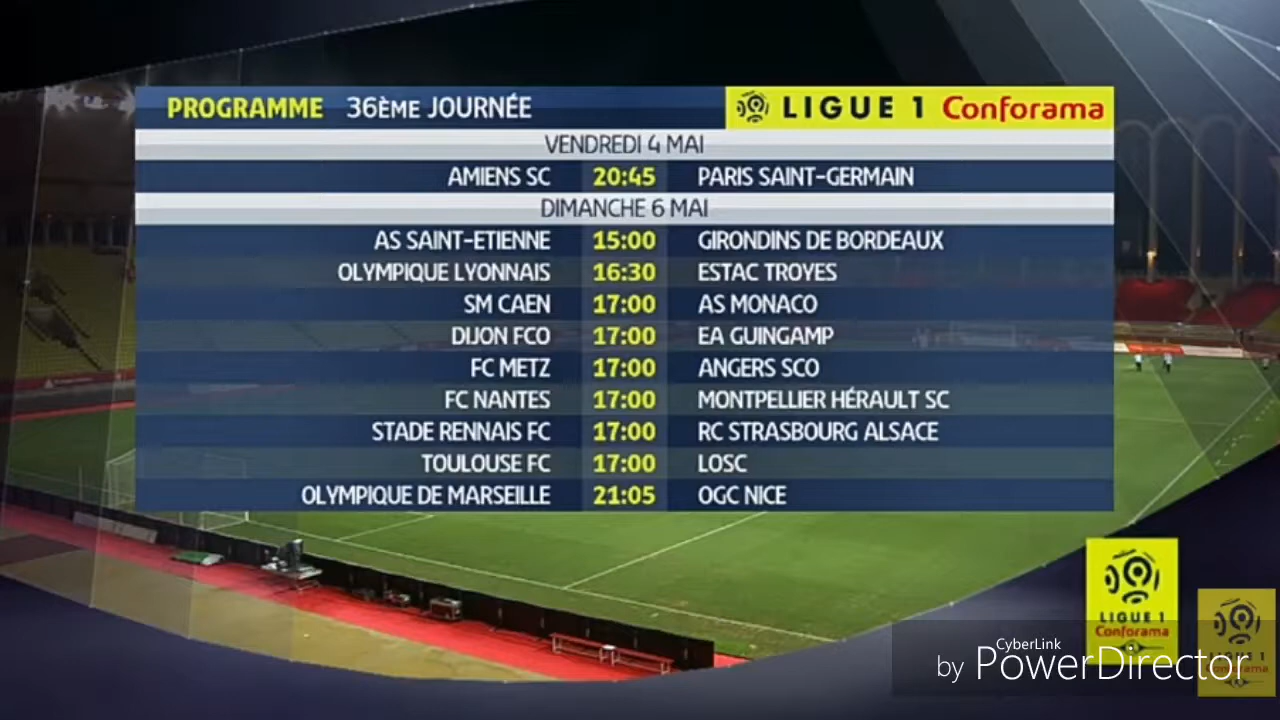 PROGRAMME 36ÈME JOURNÉE LIGUE 1 Conforama
VENDREDI 4 MAI
AMIENS SC 20:45 PARIS SAINT-GERMAIN
DIMANCHE 6 MAI
AS SAINT-ETIENNE 15:00 GIRONDINS DE BORDEAUX
OLYMPIQUE LYONNAIS 16:30 ESTAC TROYES
SM CAEN 17:00 AS MONACO
DIJON FCO 17:00 EA GUINGAMP
FC METZ 17:00 ANGERS SCO
FC NANTES 17:00 MONTPELLIER HÉRAULT SC
STADE RENNAIS FC 17:00 RC STRASBOURG ALSACE
TOULOUSE FC 17:00 LOSC
OLYMPIQUE DE MARSEILLE 21:05 OGC NICE
LIGUE 1
Conforama
LIGUE 1
Conforama
CyberLink
by PowerDirector